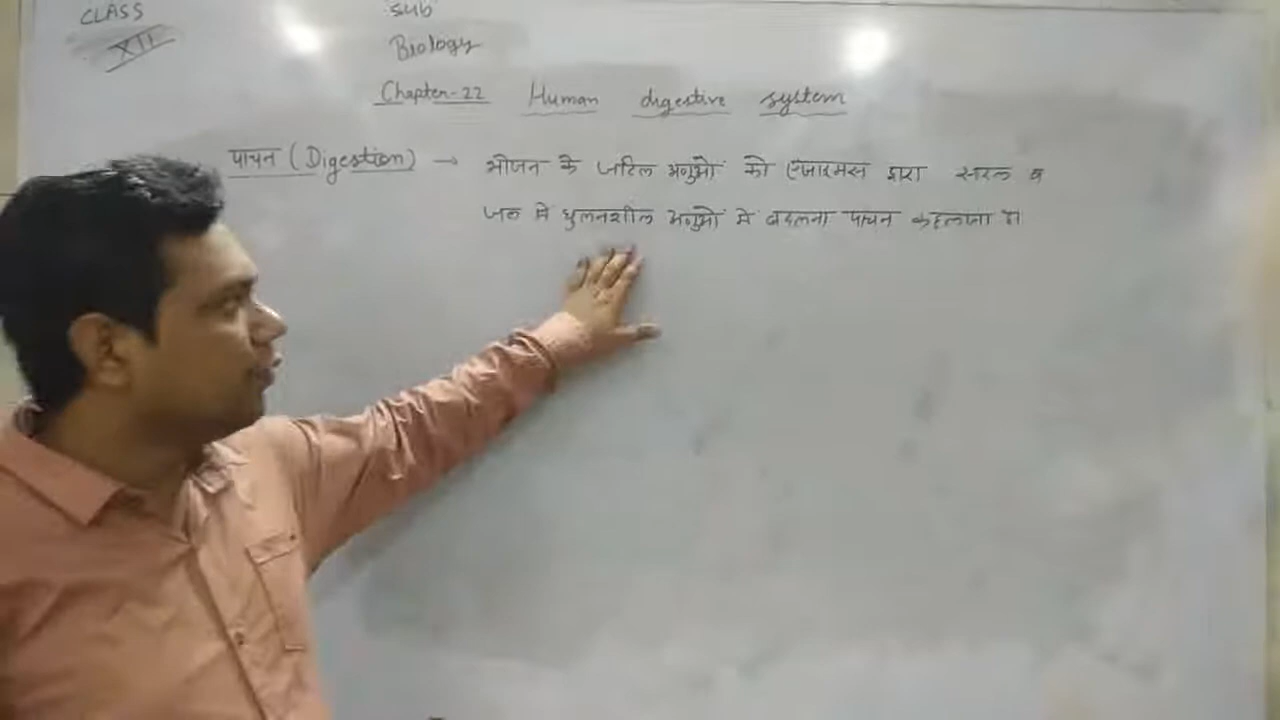 CLASS sub
XII Biology
Chapter-22 Human digestive system
पाचन (Digestion) → भोजन के जटिल अणुओं को एंजाइमस द्वारा सरल व
जल मे घुलनशील अणुओं मे बदलना पाचन कहलाता है।